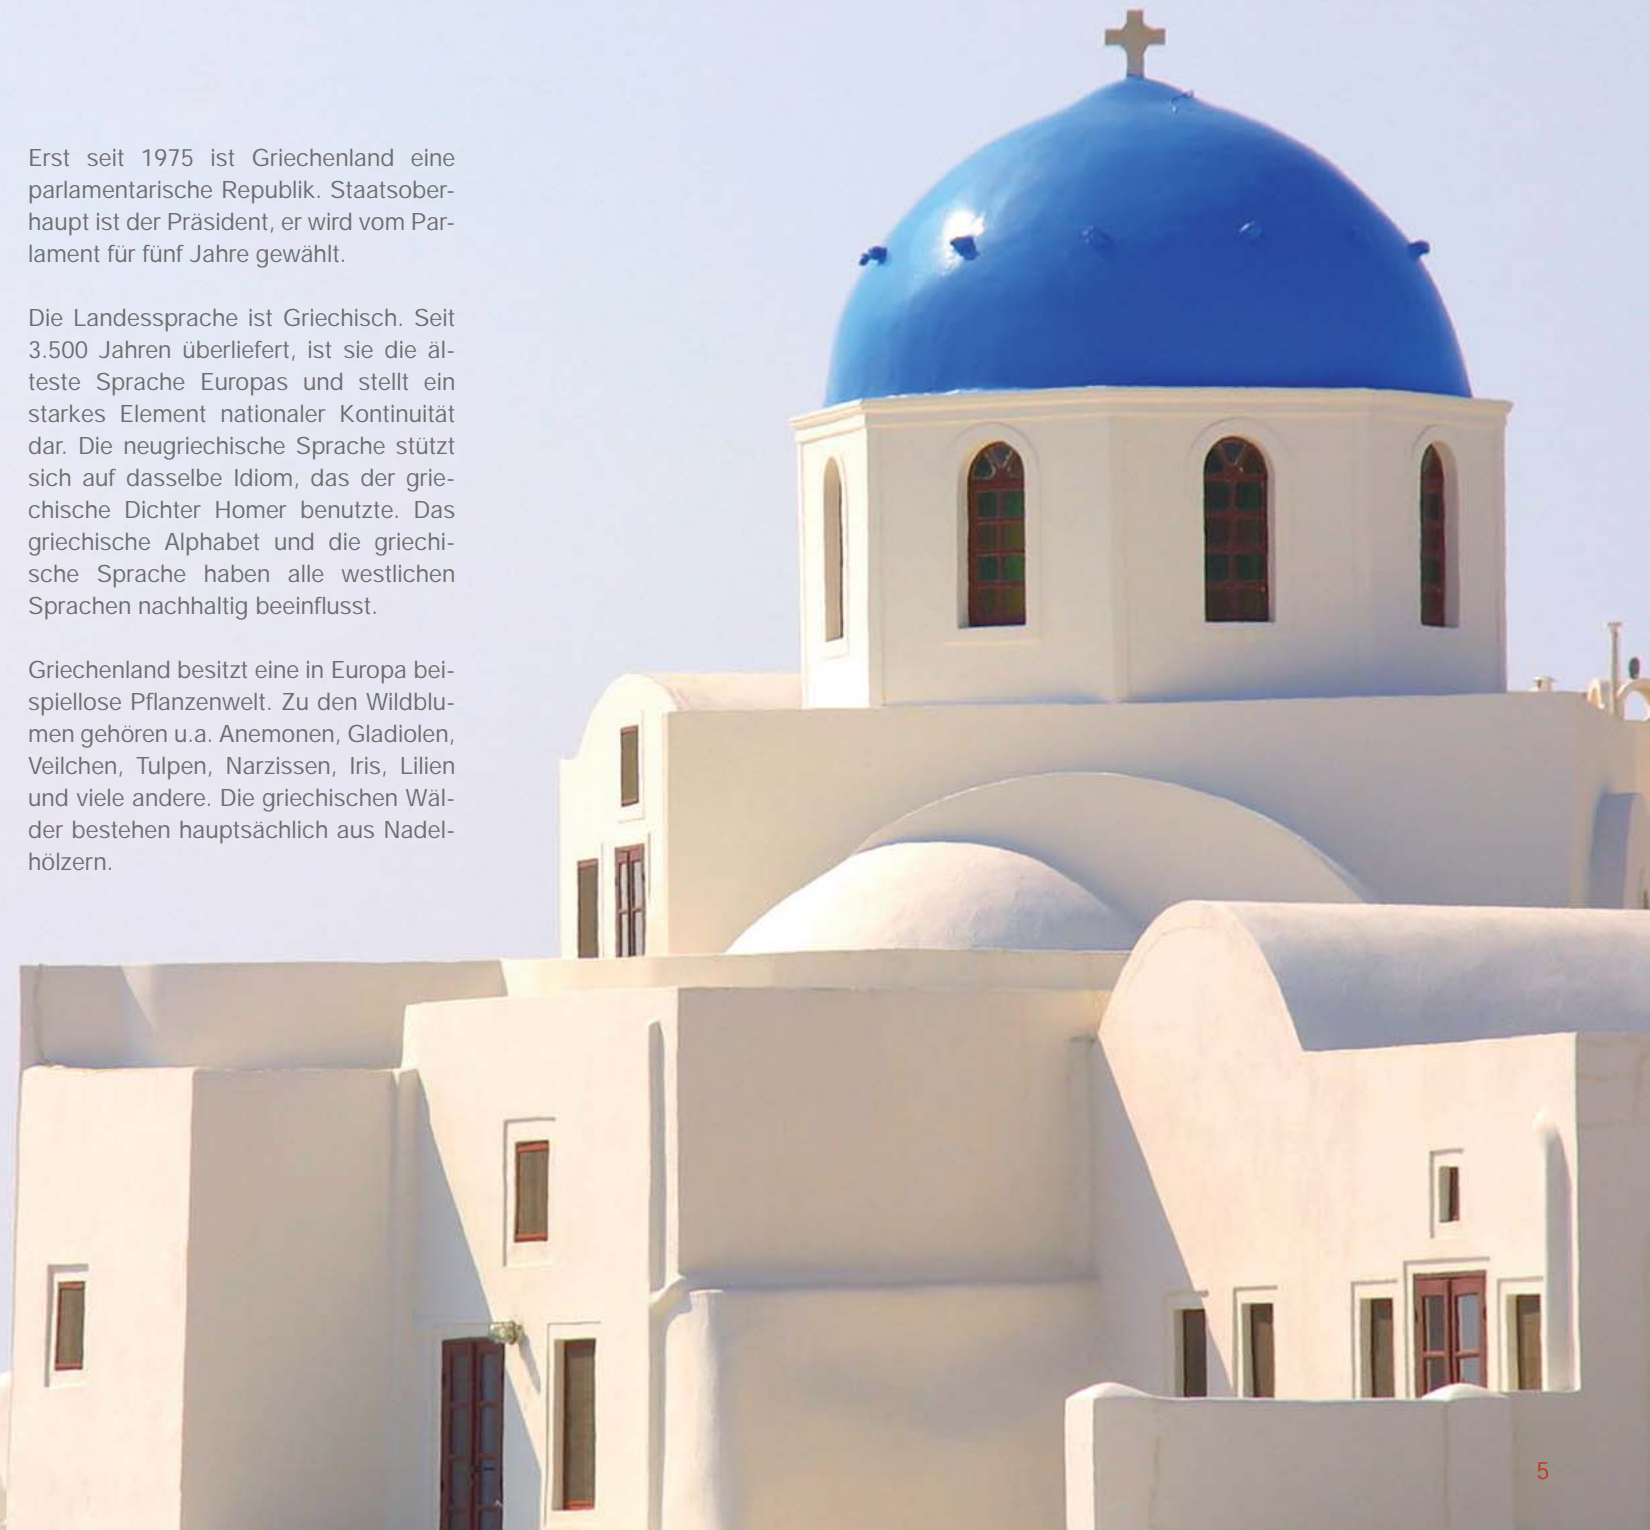 Erst seit 1975 ist Griechenland eine
parlamentarische Republik. Staatsober-
haupt ist der Präsident, er wird vom Par-
lament für fünf Jahre gewählt.
Die Landessprache ist Griechisch. Seit
3.500 Jahren überliefert, ist sie die äl-
teste Sprache Europas und stellt ein
starkes Element nationaler Kontinuität
dar. Die neugriechische Sprache stützt
sich auf dasselbe Idiom, das der grie-
chische Dichter Homer benutzte. Das
griechische Alphabet und die griechi-
sche Sprache haben alle westlichen
Sprachen nachhaltig beeinflusst.
Griechenland besitzt eine in Europa bei-
spiellose Pflanzenwelt. Zu den Wildblu-
men gehören u.a. Anemonen, Gladiolen,
Veilchen, Tulpen, Narzissen, Iris, Lilien
und viele andere. Die griechischen Wäl-
der bestehen hauptsächlich aus Nadel-
hölzern.
5